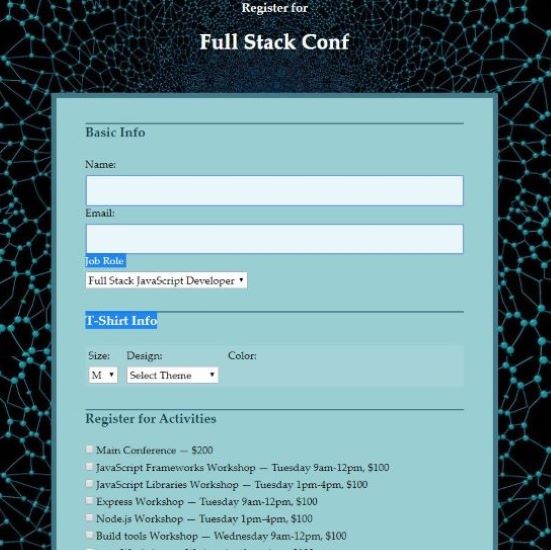 Register for
Full Stack Conf
Basic Info
Name:
Email:
Job Role
Full Stack JavaScript Developer
T-Shirt Info
Size: Design: Color:
M Select Theme
Register for Activities
Main Conference — $200
JavaScript Frameworks Workshop — Tuesday 9am-12pm, $100
JavaScript Libraries Workshop — Tuesday 1pm-4pm, $100
Express Workshop — Tuesday 9am-12pm, $100
Node.js Workshop — Tuesday 1pm-4pm, $100
Build tools Workshop — Wednesday 9am-12pm, $100